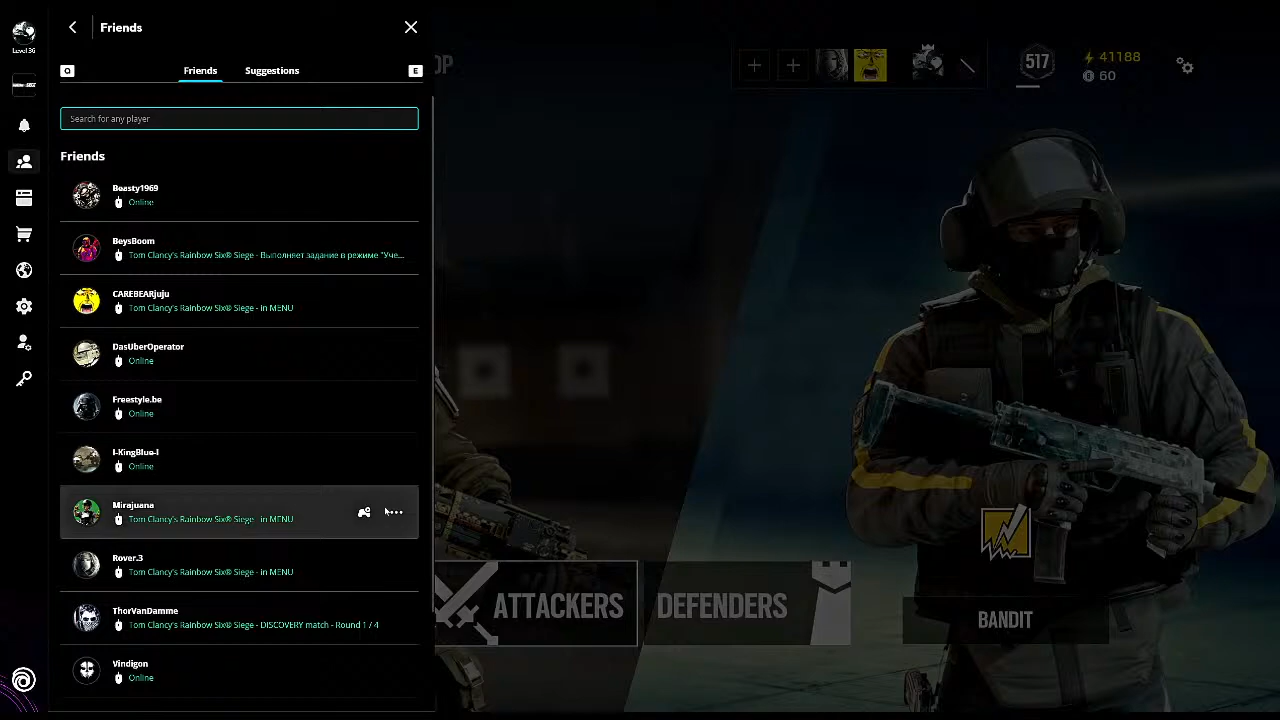 Level 36
Friends
Q
Friends
Suggestions
E
Search for any player
Friends
Beasty1969
Online
BeysBoom
Tom Clancy's Rainbow Six® Siege - Выполняет задание в режиме "Уче...
CAREBEARjuju
Tom Clancy's Rainbow Six® Siege - in MENU
DasUberOperator
Online
Freestyle.be
Online
I-KingBlue-I
Online
Mirajuana
Tom Clancy's Rainbow Six® Siege - in MENU
Rover.3
Tom Clancy's Rainbow Six® Siege - in MENU
ThorVanDamme
Tom Clancy's Rainbow Six® Siege - DISCOVERY match - Round 1 / 4
Vindigon
Online
OP
517
41188
60
ATTACKERS
DEFENDERS
BANDIT